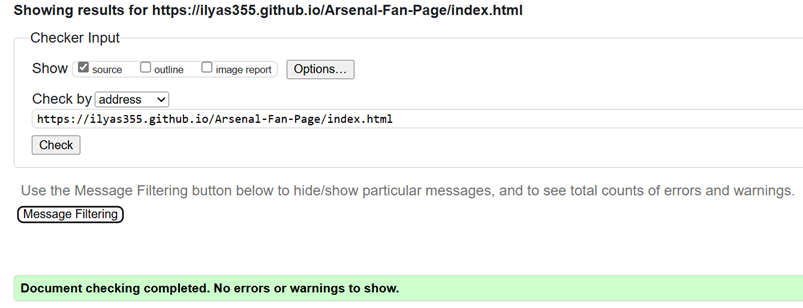 Showing results for https://ilyas355.github.io/Arsenal-Fan-Page/index.html
Checker Input
Show source outline image report Options...
Check by address
https://ilyas355.github.io/Arsenal-Fan-Page/index.html
Check
Use the Message Filtering button below to hide/show particular messages, and to see total counts of errors and warnings.
Message Filtering
Document checking completed. No errors or warnings to show.